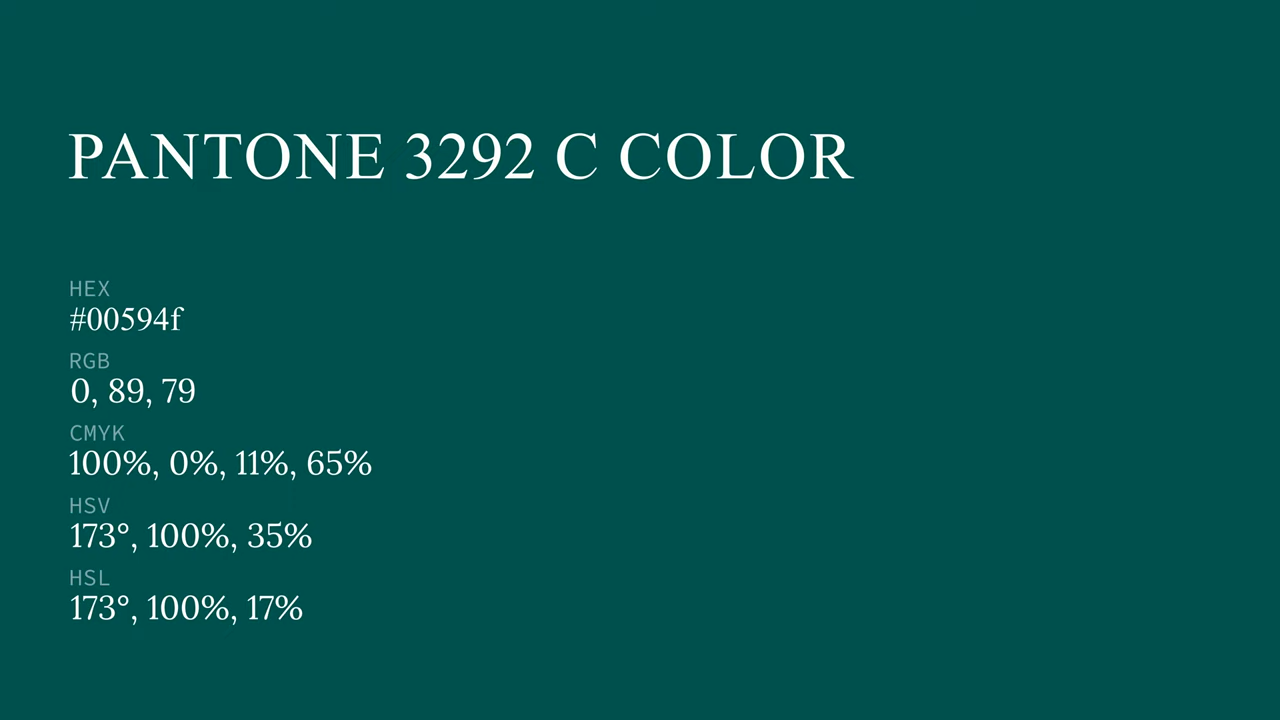 PANTONE 3292 C COLOR
HEX
#00594f
RGB
0, 89, 79
CMYK
100%, 0%, 11%, 65%
HSV
173°, 100%, 35%
HSL
173°, 100%, 17%